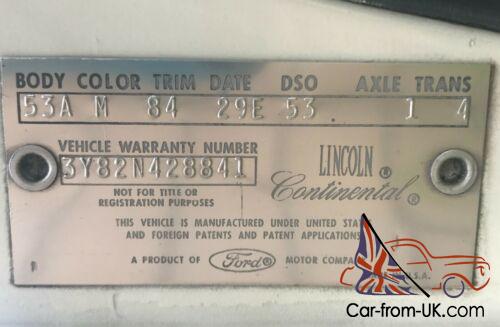 BODY COLOR TRIM DATE DSO AXLE TRANS
53A M 84 29E 53 1 4
VEHICLE WARRANTY NUMBER
3Y82N428841
NOT FOR TITLE OR
REGISTRATION PURPOSES
LINCOLN ®
Continental ®
THIS VEHICLE IS MANUFACTURED UNDER UNITED STATES
AND FOREIGN PATENTS AND PATENT APPLICATIONS
A PRODUCT OF Ford ® MOTOR COMPANY U.S.A.
Car-from-UK.com